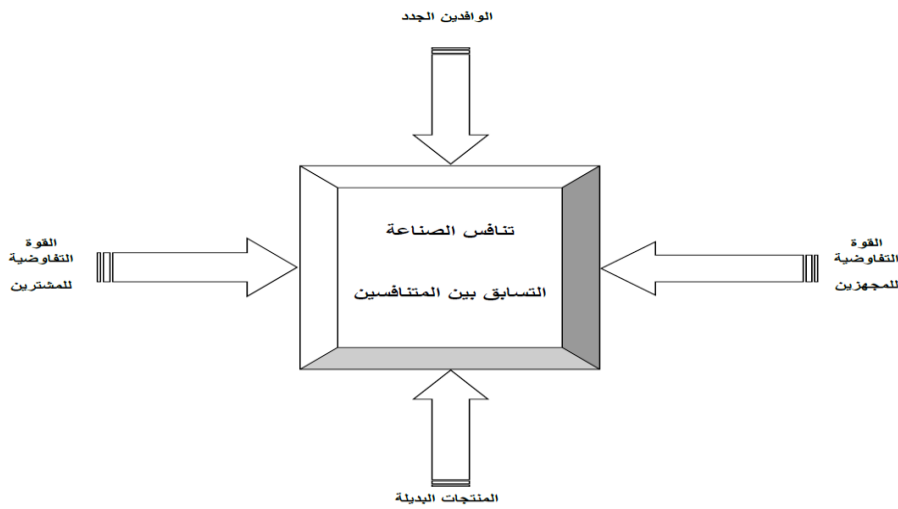 الوافدين الجدد
تنافس الصناعة
التسابق بين المتنافسين
القوة
التفاوضية
للمجهزين
القوة
التفاوضية
للمشترين
المنتجات البديلة